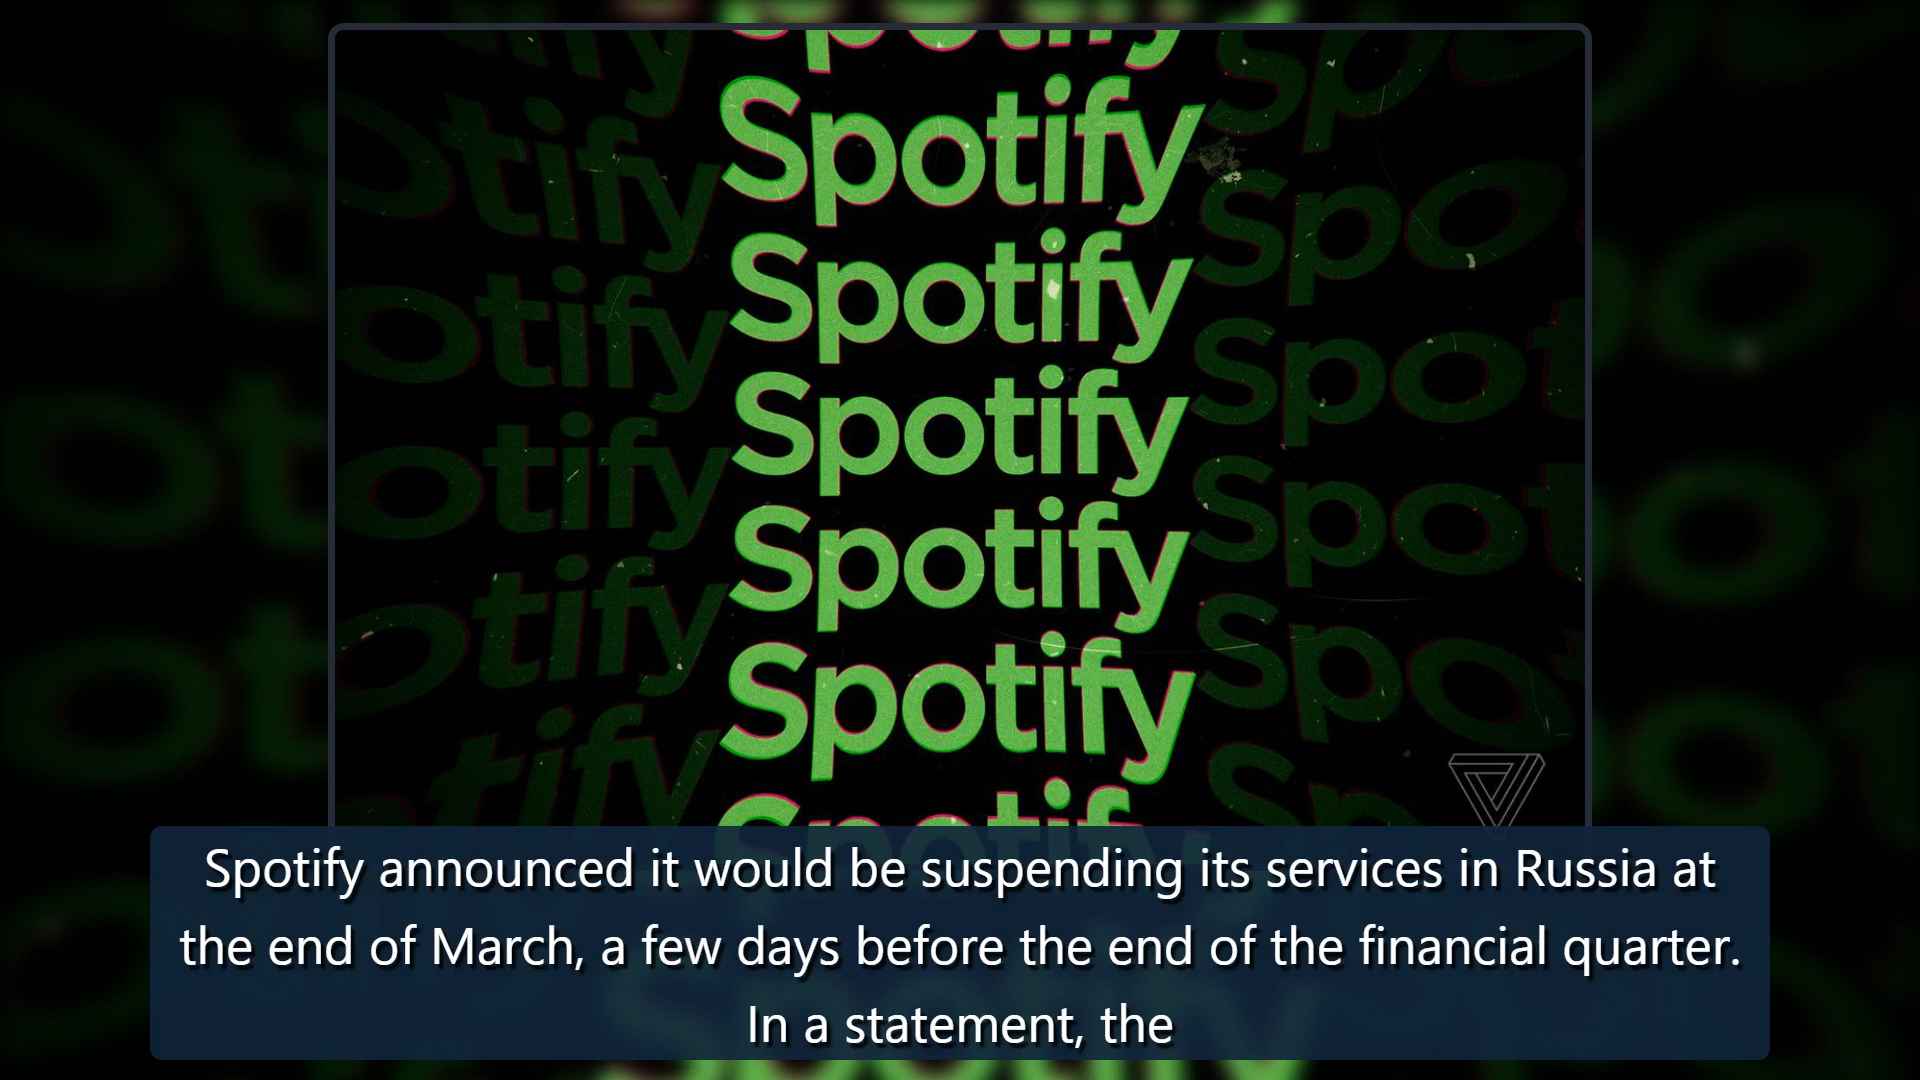 Spotify
Spotify
Spotify
Spotify
Spotify
Spotify announced it would be suspending its services in Russia at
the end of March, a few days before the end of the financial quarter.
In a statement, the